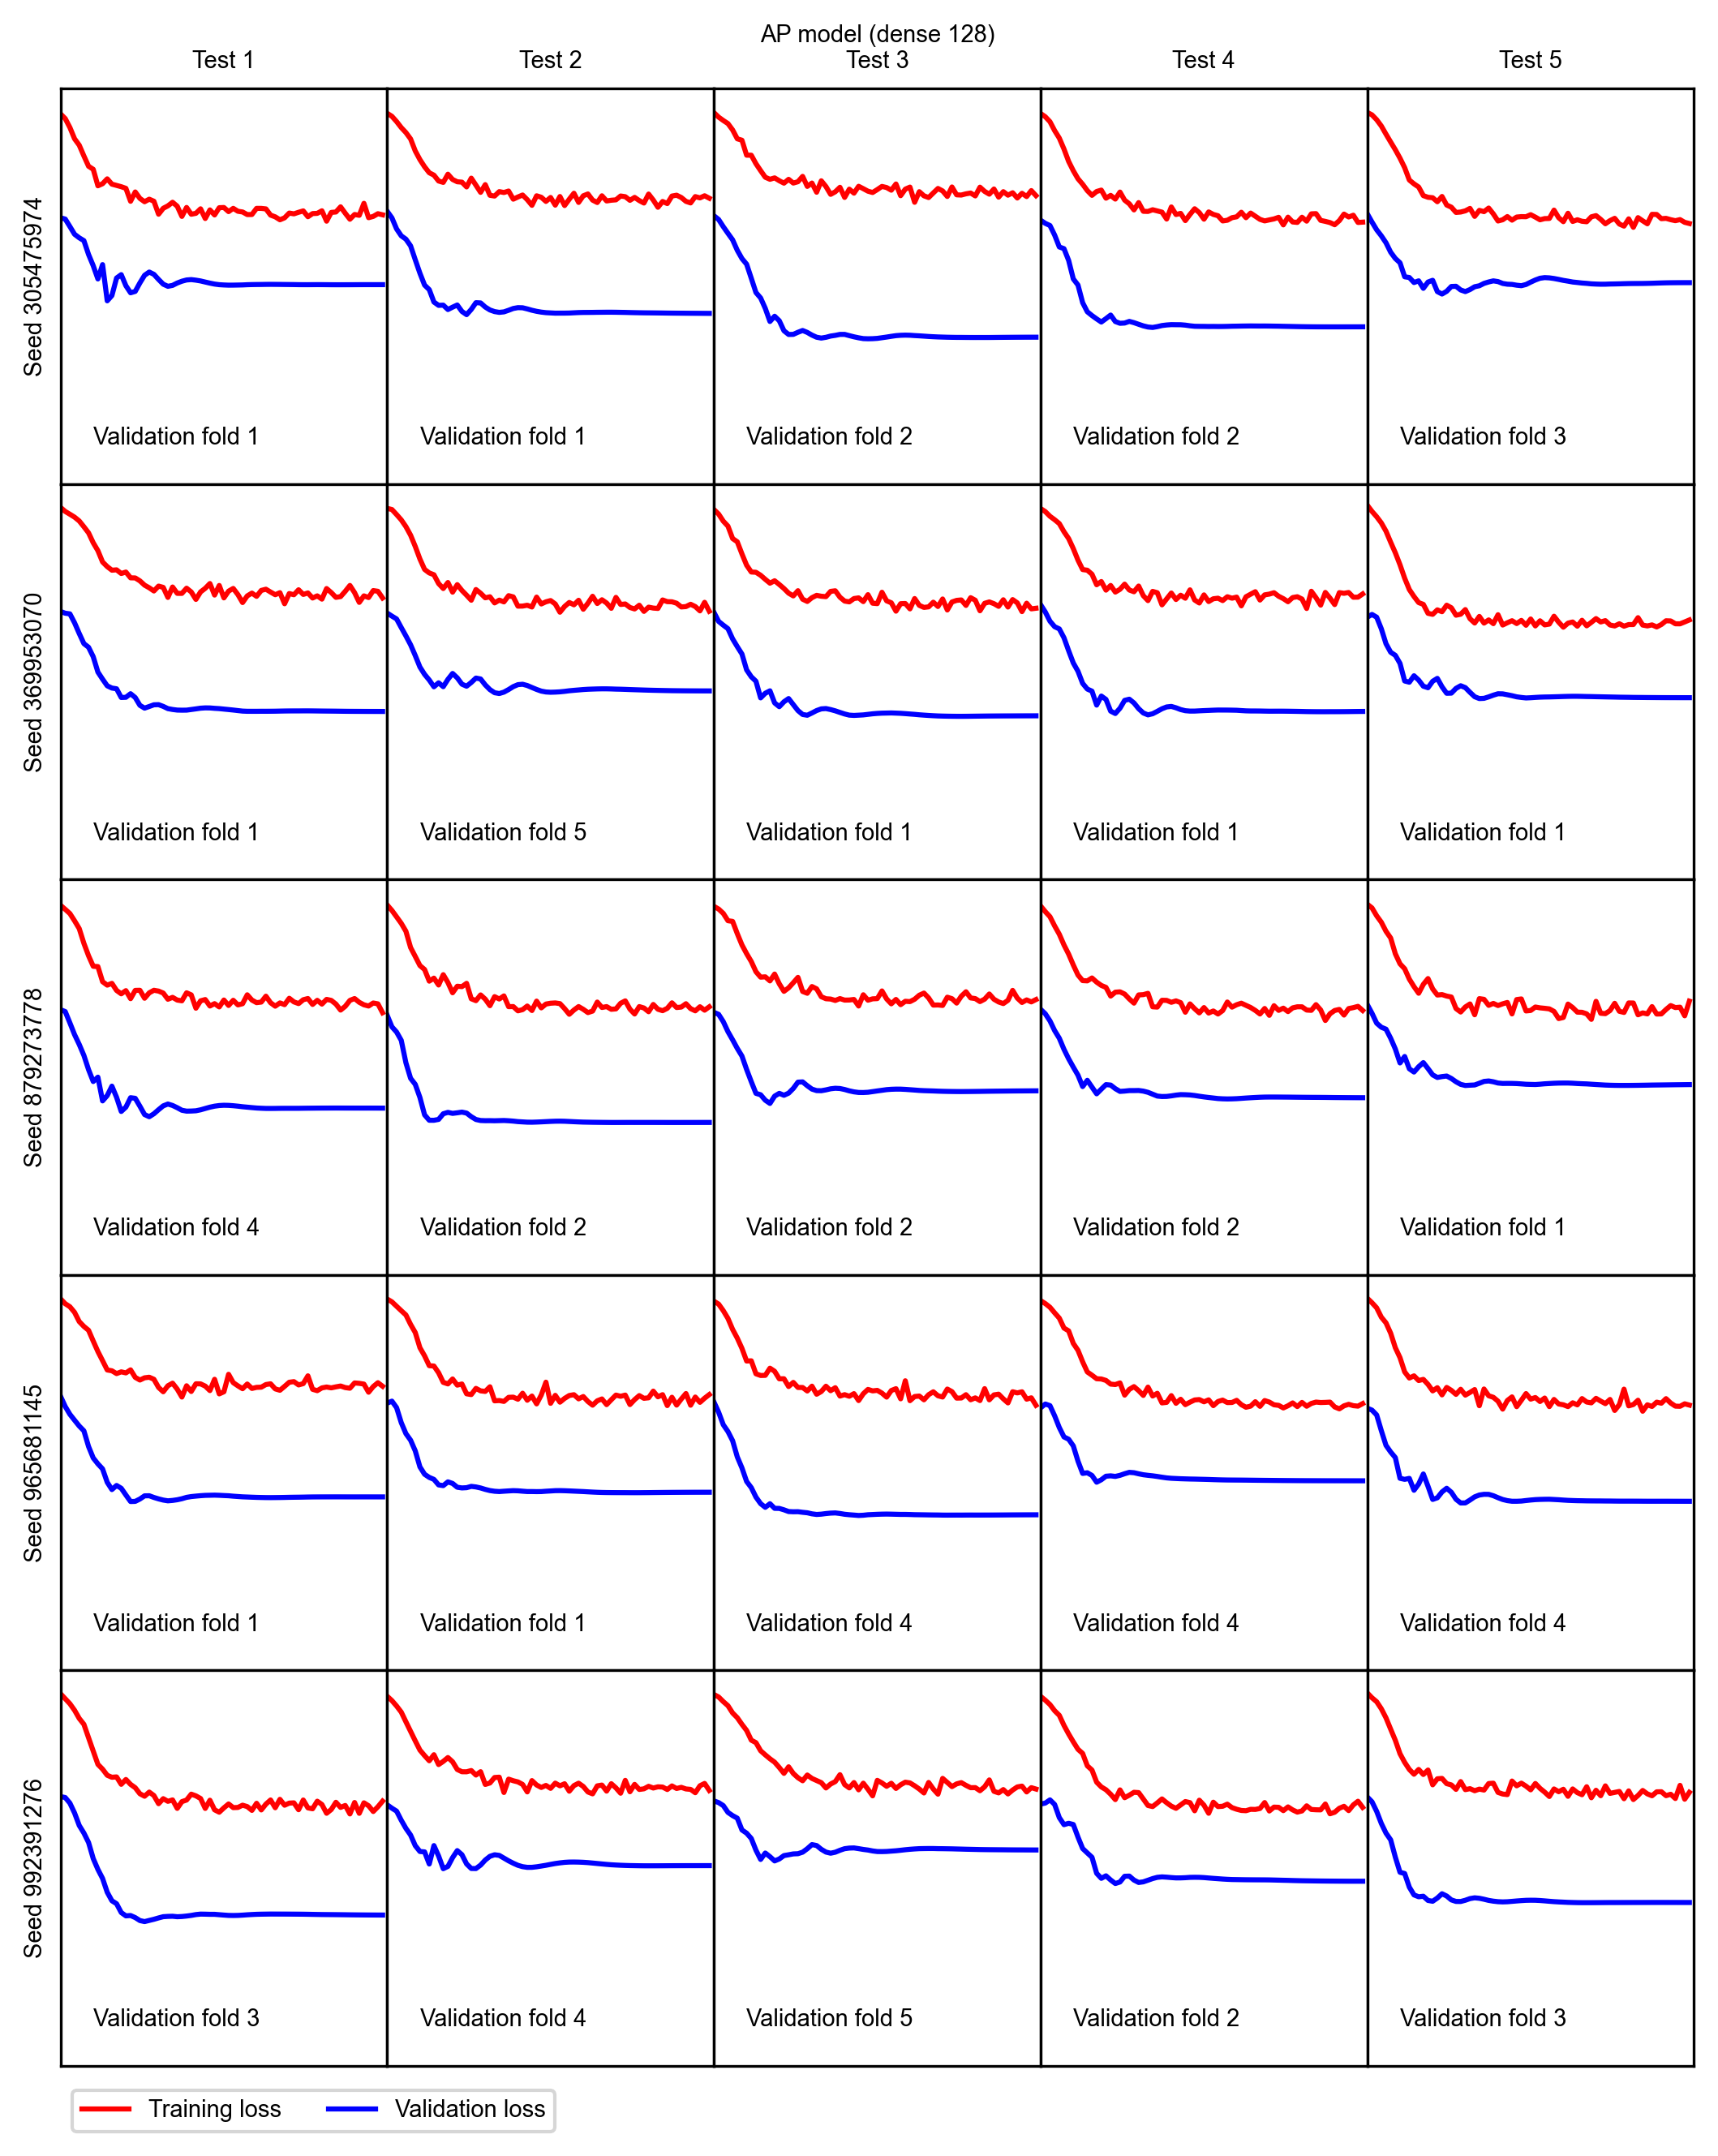 AP model (dense 128)
Test 1 Test 2 Test 3 Test 4 Test 5
Seed 305475974
Validation fold 1 Validation fold 1 Validation fold 2 Validation fold 2 Validation fold 3
Seed 369953070
Validation fold 1 Validation fold 5 Validation fold 1 Validation fold 1 Validation fold 1
Seed 8792737778
Validation fold 4 Validation fold 2 Validation fold 2 Validation fold 2 Validation fold 1
Seed 965681145
Validation fold 1 Validation fold 1 Validation fold 4 Validation fold 4 Validation fold 4
Seed 992391276
Validation fold 3 Validation fold 4 Validation fold 5 Validation fold 2 Validation fold 3
Training loss Validation loss